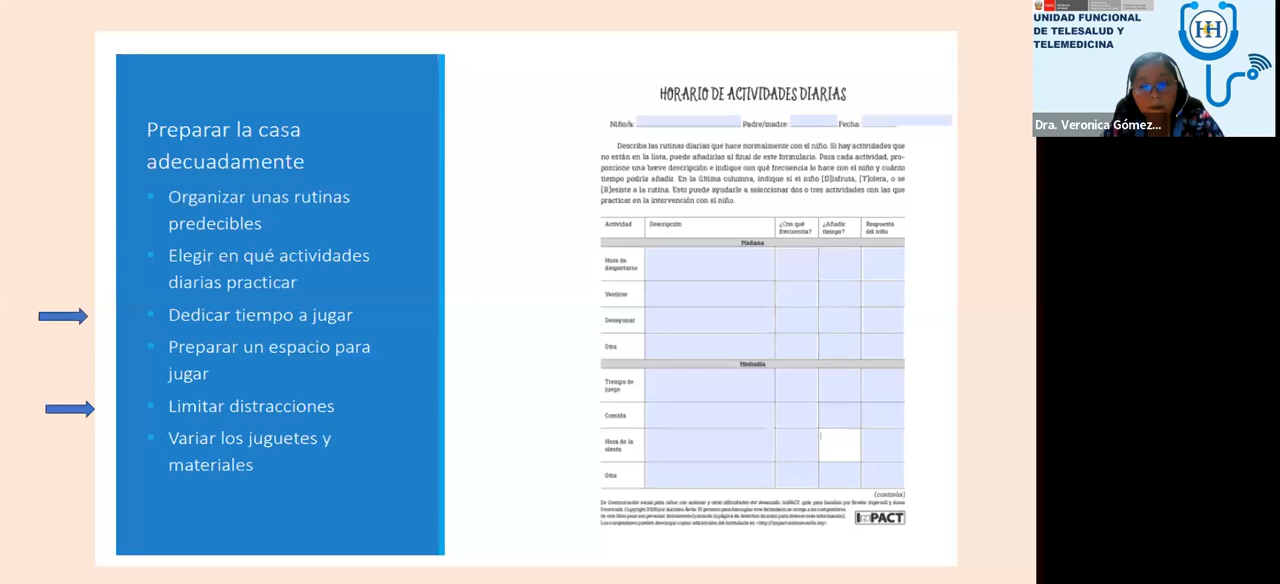 Preparar la casa
adecuadamente
Organizar unas rutinas
predecibles
Elegir en qué actividades
diarias practicar
Dedicar tiempo a jugar
Preparar un espacio para
jugar
Limitar distracciones
Variar los juguetes y
materiales
HORARIO DE ACTIVIDADES DIARIAS
Niño/a: Padre/madre: Fecha:
Describa las rutinas diarias que hace normalmente con el niño. Si hay actividades que
no están en la lista, puede añadirlas al final de este formulario. Para cada actividad, pro-
porcione una breve descripción e indique con qué frecuencia lo hace con el niño y cuánto
tiempo podría añadir. En la última columna, indique si el niño [D]isfruta, [T]olera, o se
[R]esiste a la rutina. Esto puede ayudarle a seleccionar dos o tres actividades con las que
practicar en la intervención con el niño.
Actividad Descripción ¿Con qué frecuencia? ¿Añadir tiempo? Respuesta del niño
Mañana
Hora de
despertarse
Vestirse
Desayunar
Otra
Mediodía
Tiempo de
juego
Comida
Hora de la
siesta
Otra
(continúa)
ImPACT
UNIDAD FUNCIONAL
DE TELESALUD Y
TELEMEDICINA
Dra. Veronica Gómez...